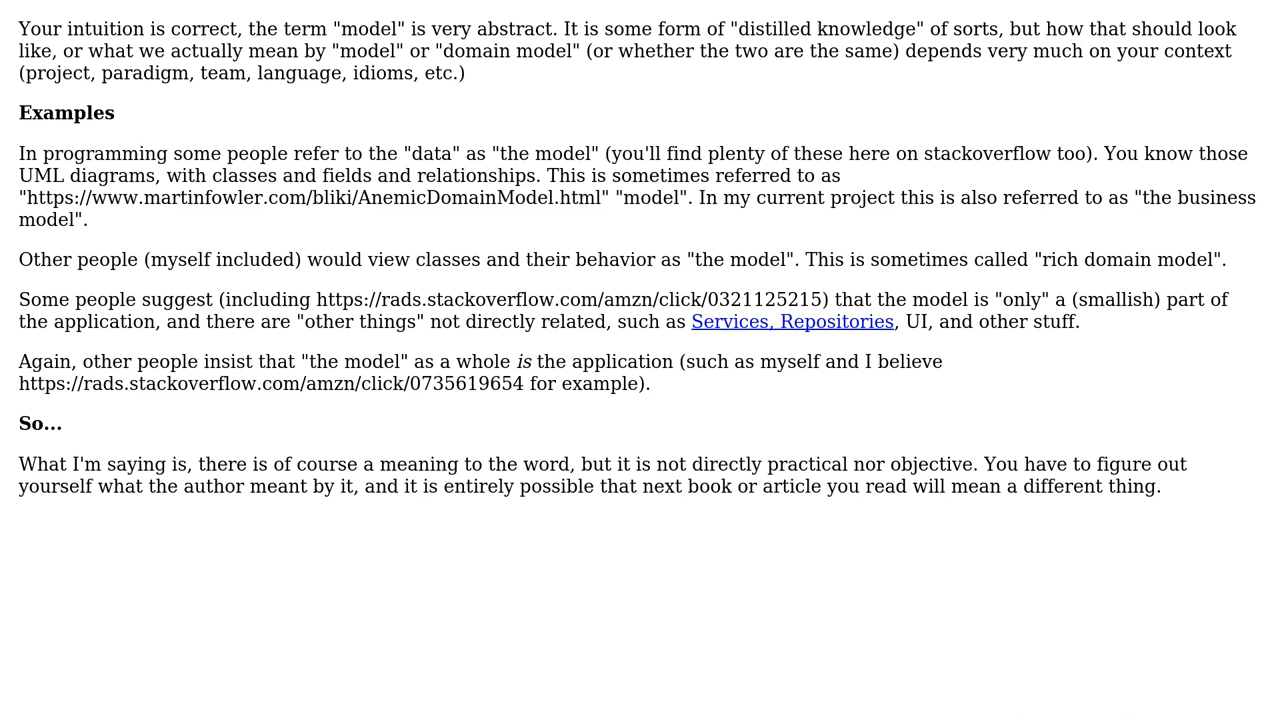 Your intuition is correct, the term "model" is very abstract. It is some form of "distilled knowledge" of sorts, but how that should look
like, or what we actually mean by "model" or "domain model" (or whether the two are the same) depends very much on your context
(project, paradigm, team, language, idioms, etc.)
Examples
In programming some people refer to the "data" as "the model" (you'll find plenty of these here on stackoverflow too). You know those
UML diagrams, with classes and fields and relationships. This is sometimes referred to as
"https://www.martinfowler.com/bliki/AnemicDomainModel.html" "model". In my current project this is also referred to as "the business
model".
Other people (myself included) would view classes and their behavior as "the model". This is sometimes called "rich domain model".
Some people suggest (including https://rads.stackoverflow.com/amzn/click/0321125215) that the model is "only" a (smallish) part of
the application, and there are "other things" not directly related, such as Services, Repositories, UI, and other stuff.
Again, other people insist that "the model" as a whole is the application (such as myself and I believe
https://rads.stackoverflow.com/amzn/click/0735619654 for example).
So...
What I'm saying is, there is of course a meaning to the word, but it is not directly practical nor objective. You have to figure out
yourself what the author meant by it, and it is entirely possible that next book or article you read will mean a different thing.